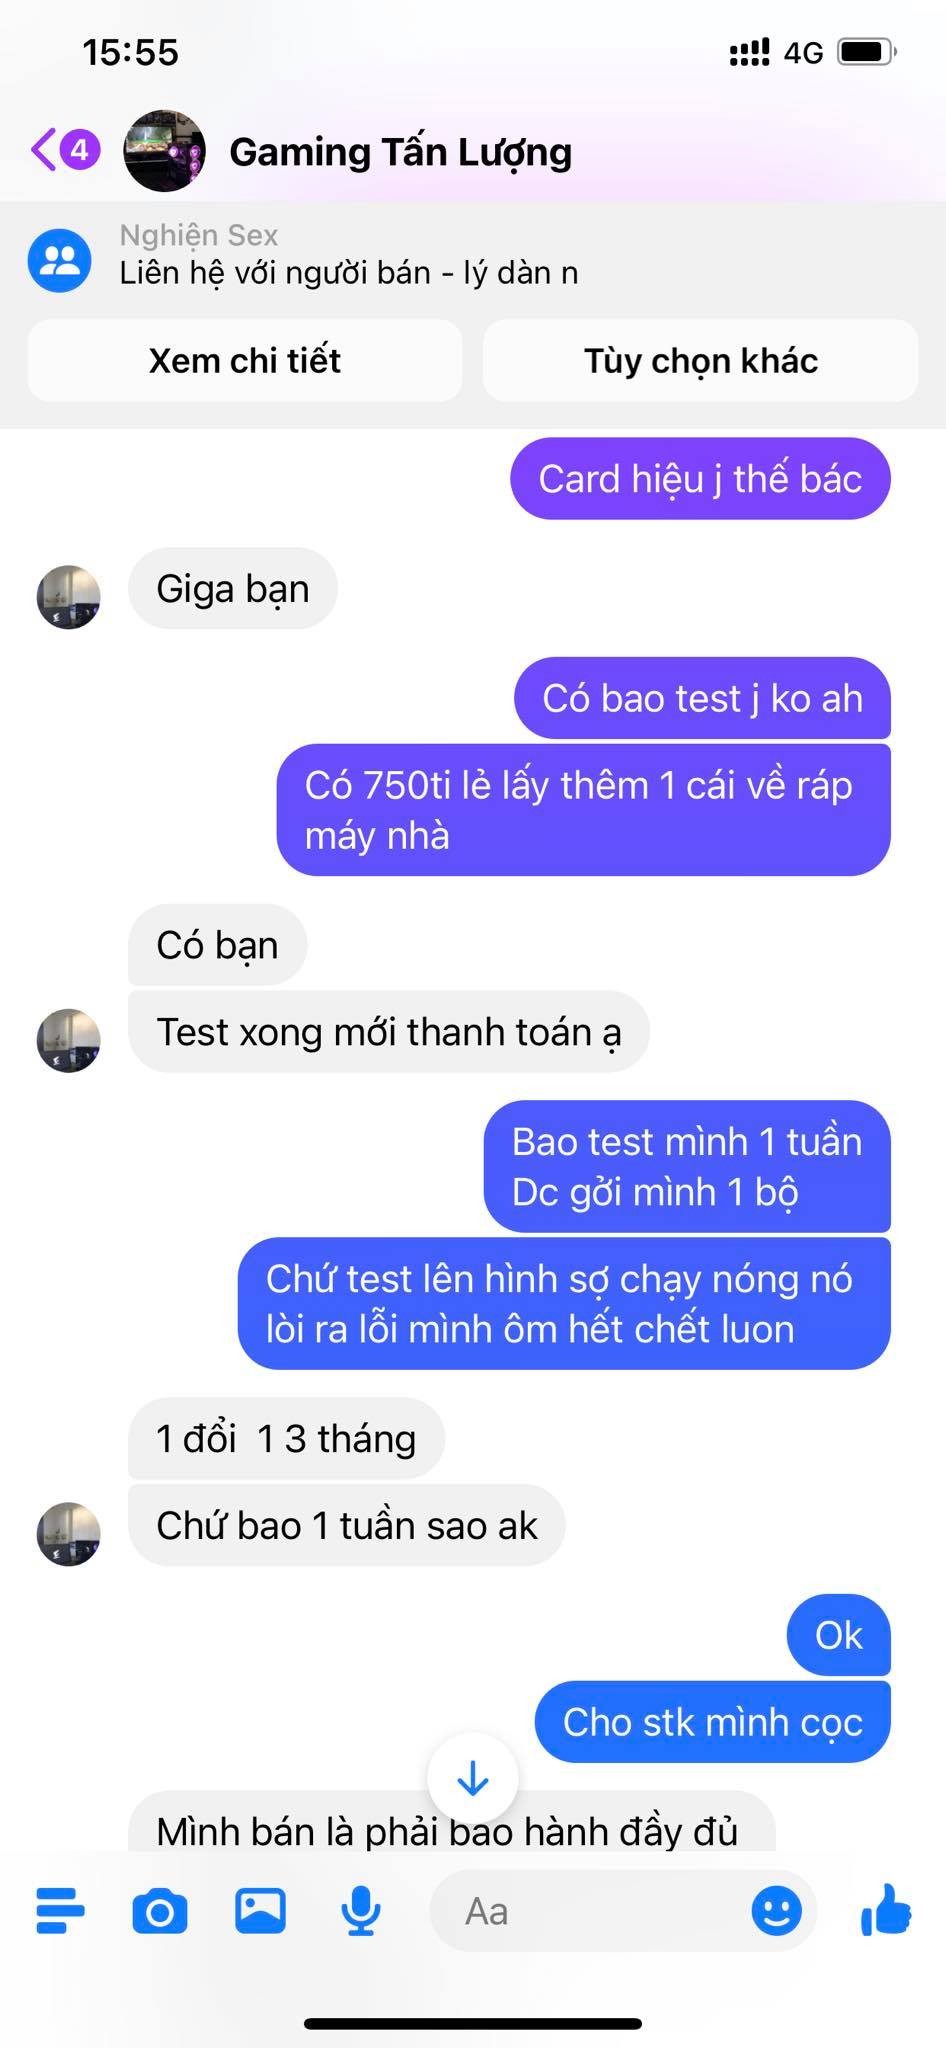 15:55
4G
4
Gaming Tấn Lượng
Nghiện Sex
Liên hệ với người bán - lý dàn n
Xem chi tiết
Tùy chọn khác
Card hiệu j thế bác
Giga bạn
Có bao test j ko ah
Có 750ti lẻ lấy thêm 1 cái về ráp
máy nhà
Có bạn
Test xong mới thanh toán ạ
Bao test mình 1 tuần
Dc gởi mình 1 bộ
Chứ test lên hình sợ chạy nóng nó
lòi ra lỗi mình ôm hết chết luon
1 đổi  1 3 tháng
Chứ bao 1 tuần sao ak
Ok
Cho stk mình cọc
Mình bán là phải bao hành đầy đủ
Aa